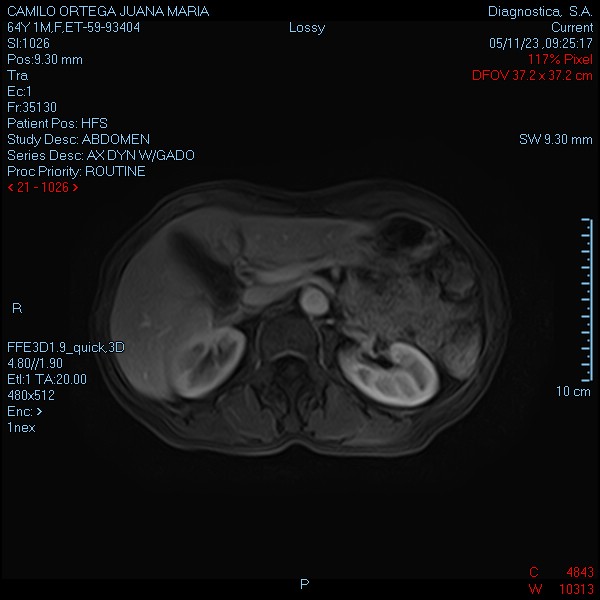 CAMILO ORTEGA JUANA MARIA
64Y 1M,F,ET-59-93404
SI:1026
Pos:9.30 mm
Tra
Ec:1
Fr:35130
Patient Pos: HFS
Study Desc: ABDOMEN
Series Desc: AX DYN W/GADO
Proc Priority: ROUTINE
< 21 - 1026 >
Lossy
Diagnostica, S.A.
Current
05/11/23 ,09:25:17
117% Pixel
DFOV 37.2 x 37.2 cm
SW 9.30 mm
R
FFE3D1.9_quick,3D
4.80//1.90
Etl:1 TA:20.00
480x512
Enc: >
1nex
10 cm
P
C 4843
W 10313